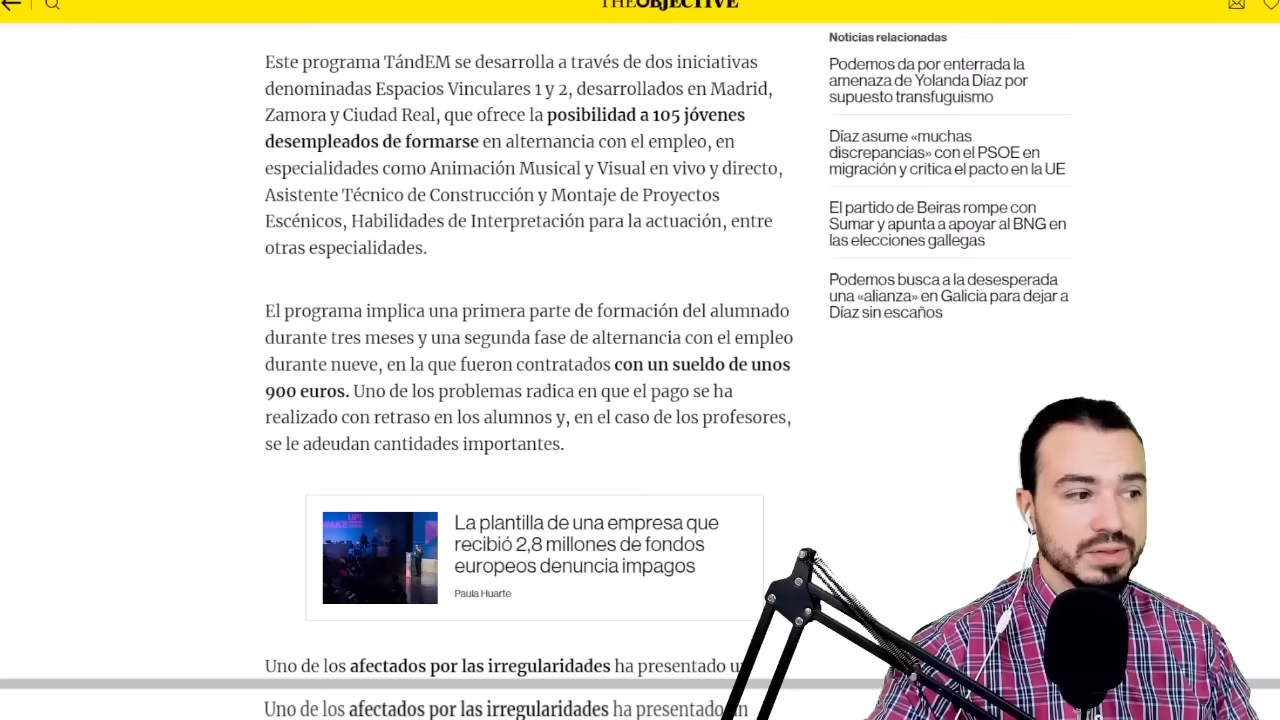 THE OBJECTIVE
Este programa TándEM se desarrolla a través de dos iniciativas
denominadas Espacios Vinculares 1 y 2, desarrollados en Madrid,
Zamora y Ciudad Real, que ofrece la posibilidad a 105 jóvenes
desempleados de formarse en alternancia con el empleo, en
especialidades como Animación Musical y Visual en vivo y directo,
Asistente Técnico de Construcción y Montaje de Proyectos
Escénicos, Habilidades de Interpretación para la actuación, entre
otras especialidades.
El programa implica una primera parte de formación del alumnado
durante tres meses y una segunda fase de alternancia con el empleo
durante nueve, en la que fueron contratados con un sueldo de unos
900 euros. Uno de los problemas radica en que el pago se ha
realizado con retraso en los alumnos y, en el caso de los profesores,
se le adeudan cantidades importantes.
La plantilla de una empresa que
recibió 2,8 millones de fondos
europeos denuncia impagos
Paula Huarte
Uno de los afectados por las irregularidades ha presentado
Uno de los afectados por las irregularidades ha presentado un
Noticias relacionadas
Podemos da por enterrada la
amenaza de Yolanda Díaz por
supuesto transfuguismo
Díaz asume «muchas
discrepancias» con el PSOE en
migración y critica el pacto en la UE
El partido de Beiras rompe con
Sumar y apunta a apoyar al BNG en
las elecciones gallegas
Podemos busca a la desesperada
una «alianza» en Galicia para dejar a
Díaz sin escaños